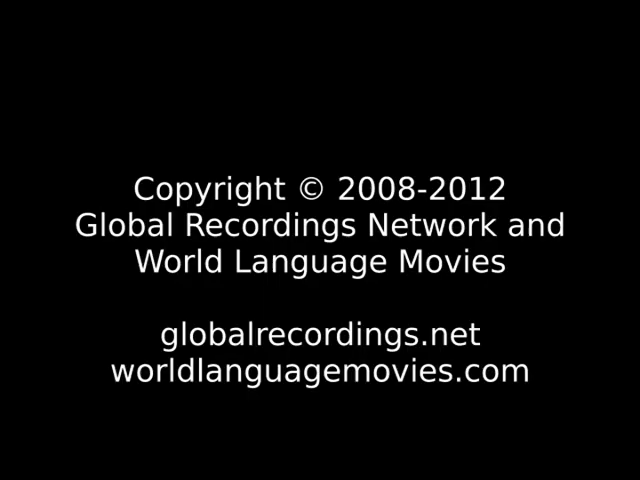 Copyright © 2008-2012
Global Recordings Network and
World Language Movies
globalrecordings.net
worldlanguagemovies.com